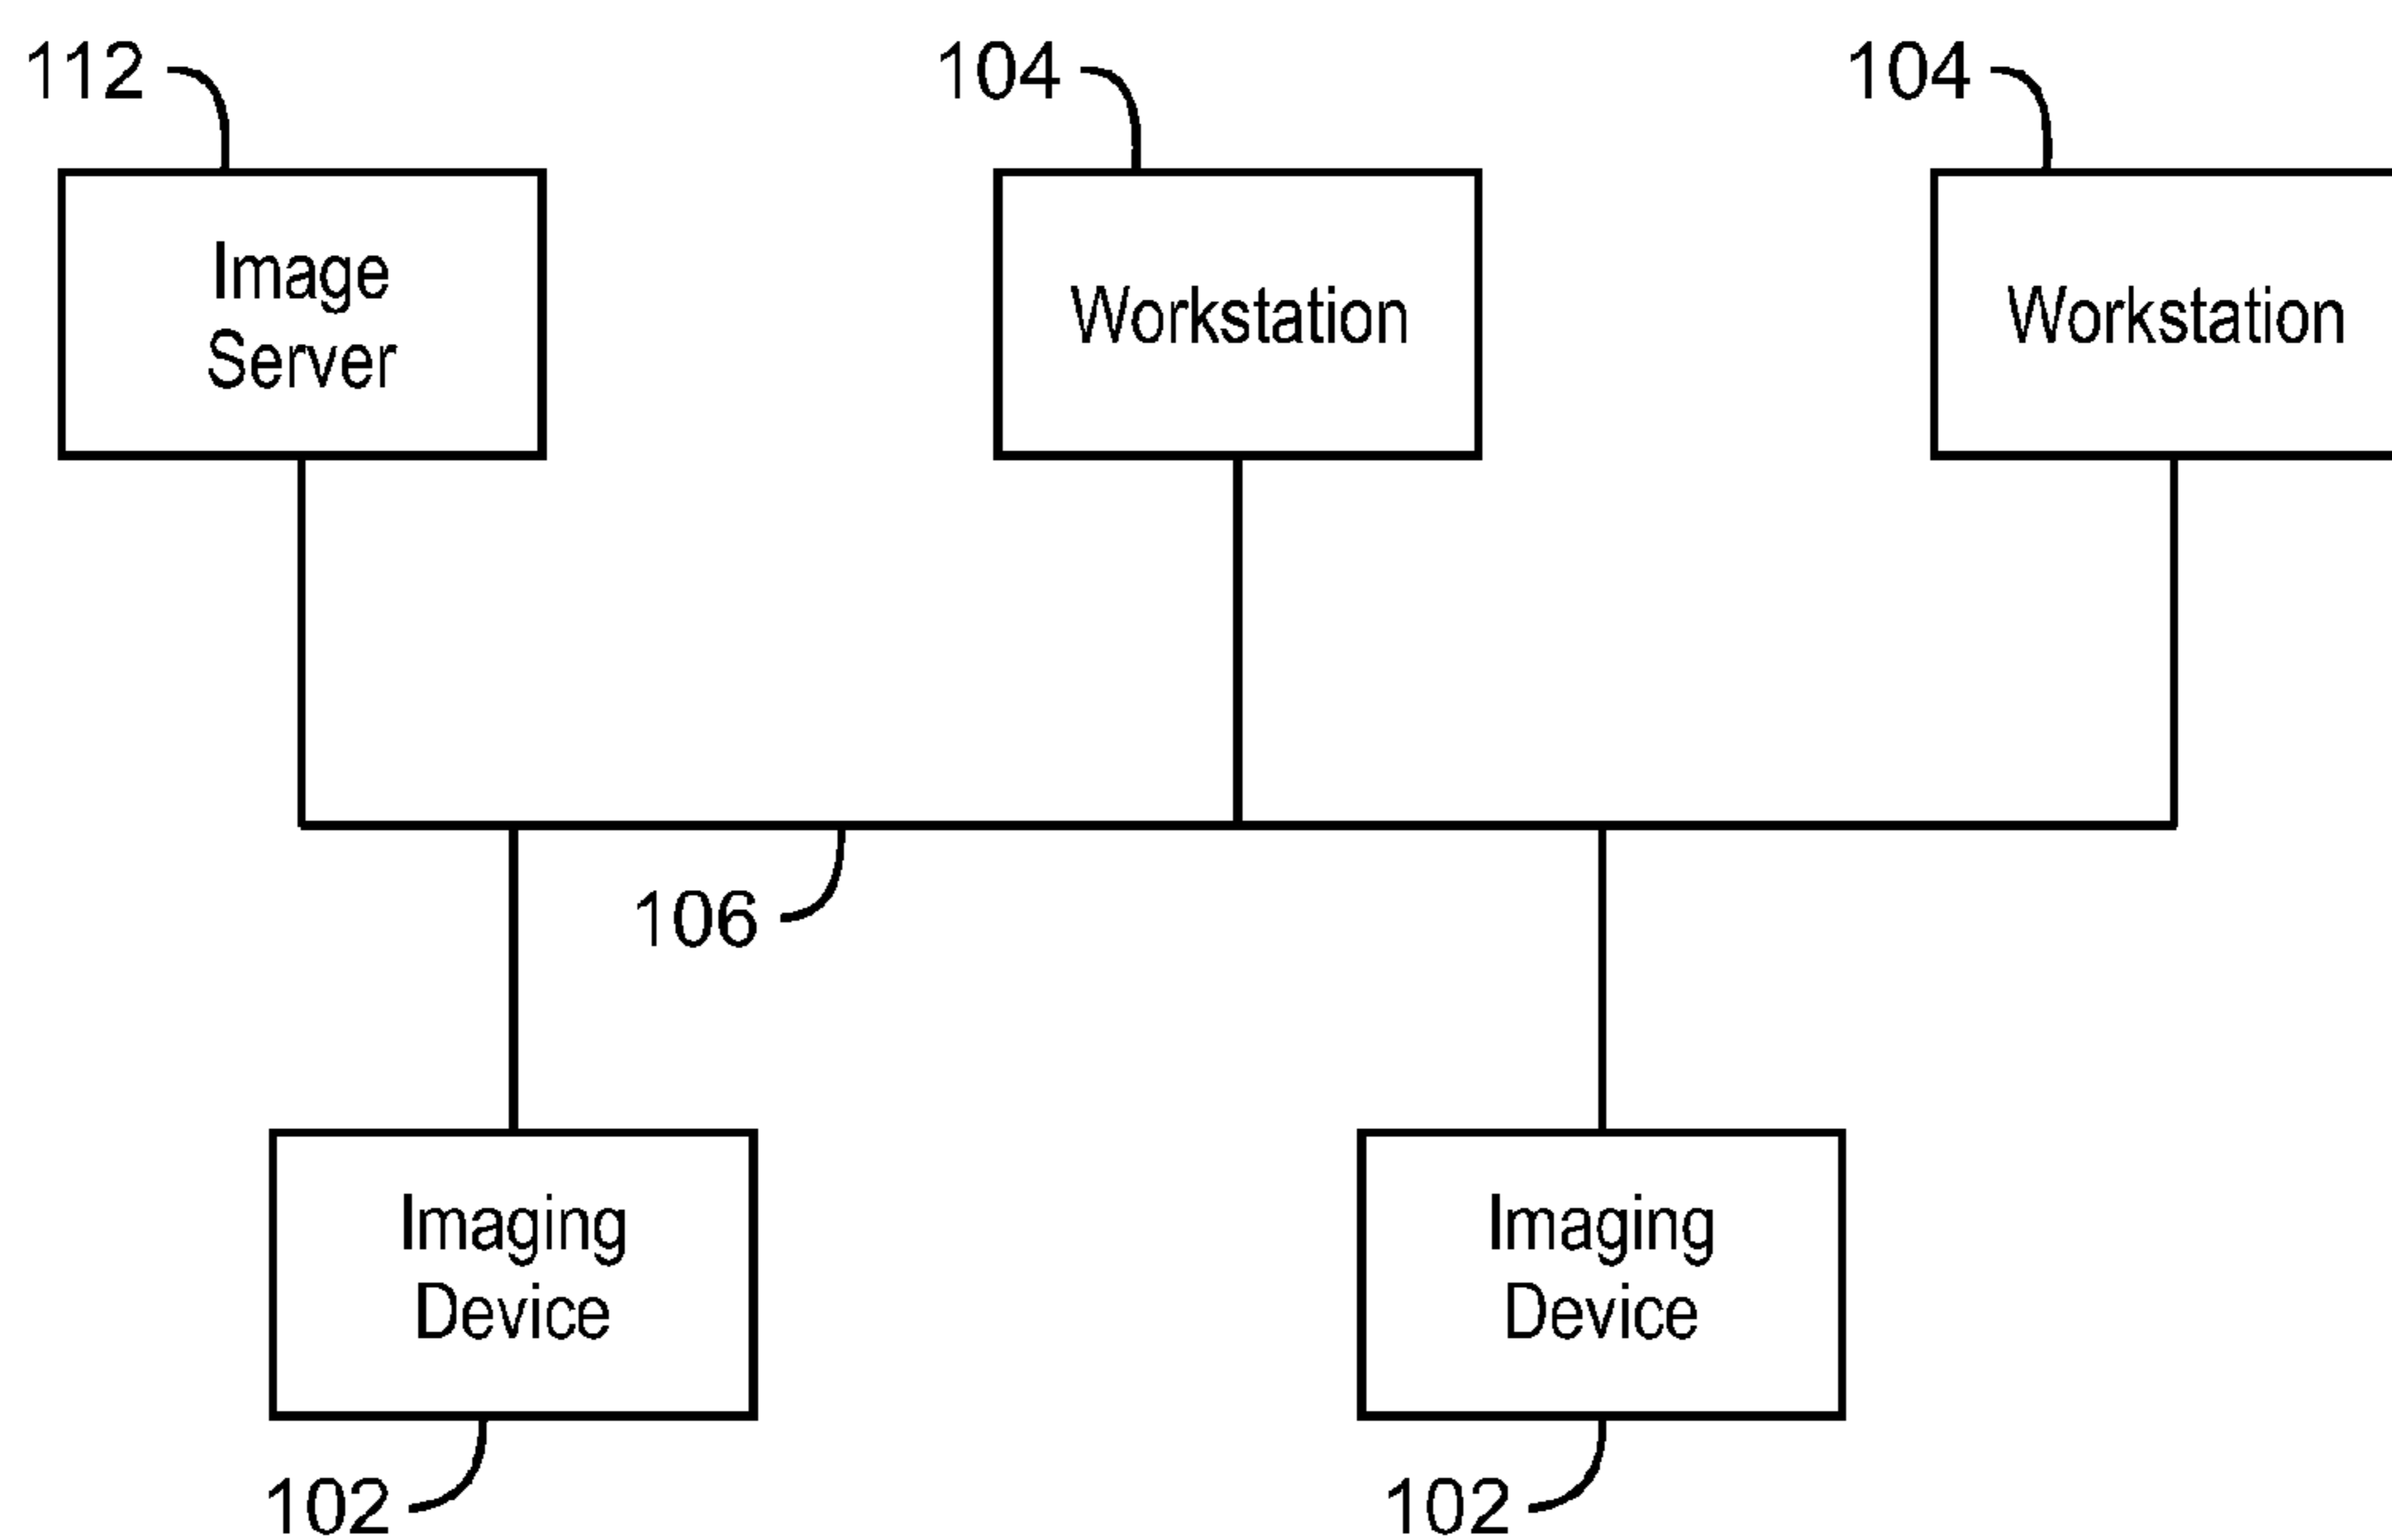 112
104
104
Image
Server
Workstation
Workstation
106
Imaging
Device
Imaging
Device
102
102